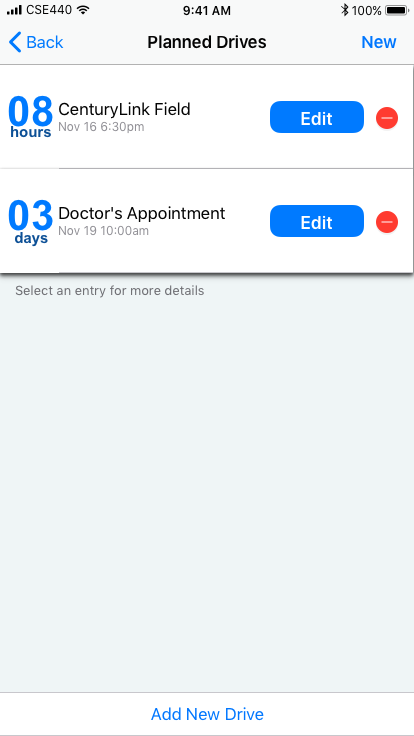 CSE440 9:41 AM 100%
Back Planned Drives New
08 hours CenturyLink Field Edit
Nov 16 6:30pm
03 days Doctor's Appointment Edit
Nov 19 10:00am
Select an entry for more details
Add New Drive